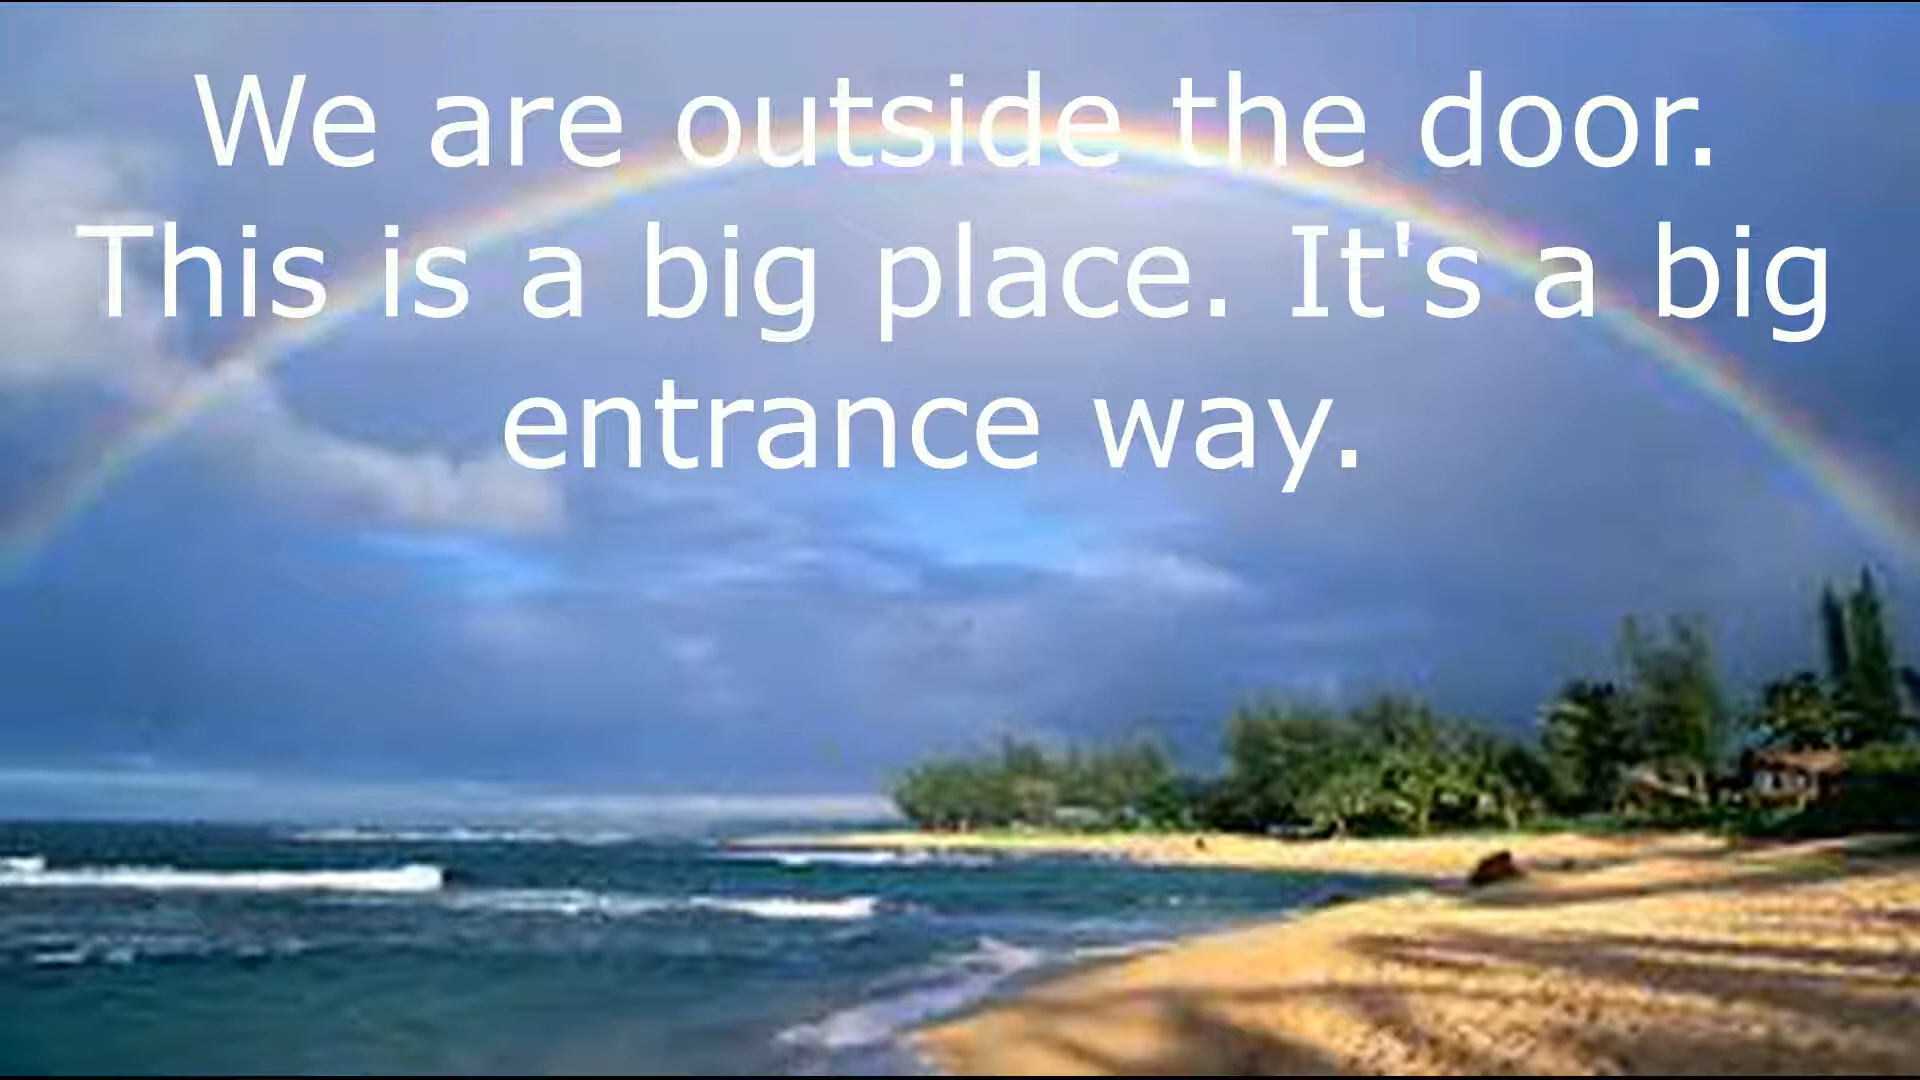 We are outside the door.
This is a big place. It's a big
entrance way.